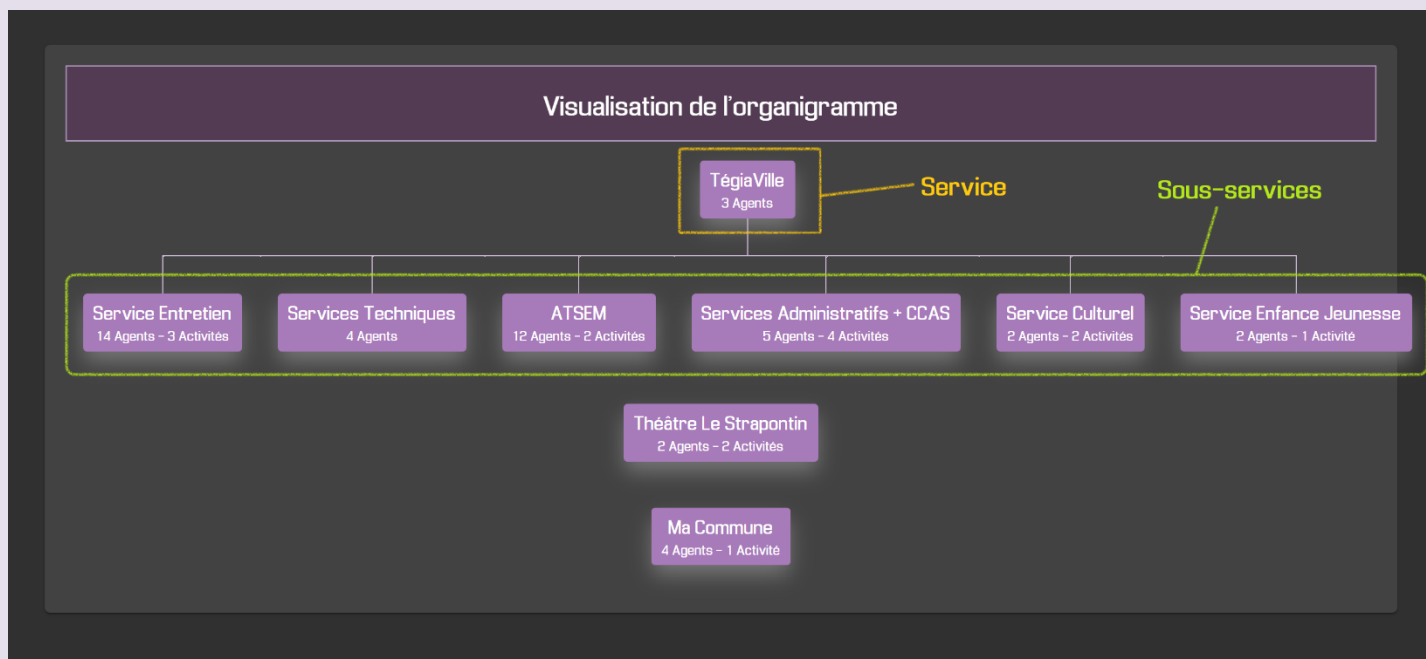 Visualisation de l'organigramme
TégiaVille
3 Agents
Service
Sous-services
Service Entretien
14 Agents - 3 Activités
Services Techniques
4 Agents
ATSEM
12 Agents - 2 Activités
Services Administratifs + CCAS
5 Agents - 4 Activités
Service Culturel
2 Agents - 2 Activités
Service Enfance Jeunesse
2 Agents - 1 Activité
Théâtre Le Strapontin
2 Agents - 2 Activités
Ma Commune
4 Agents - 1 Activité